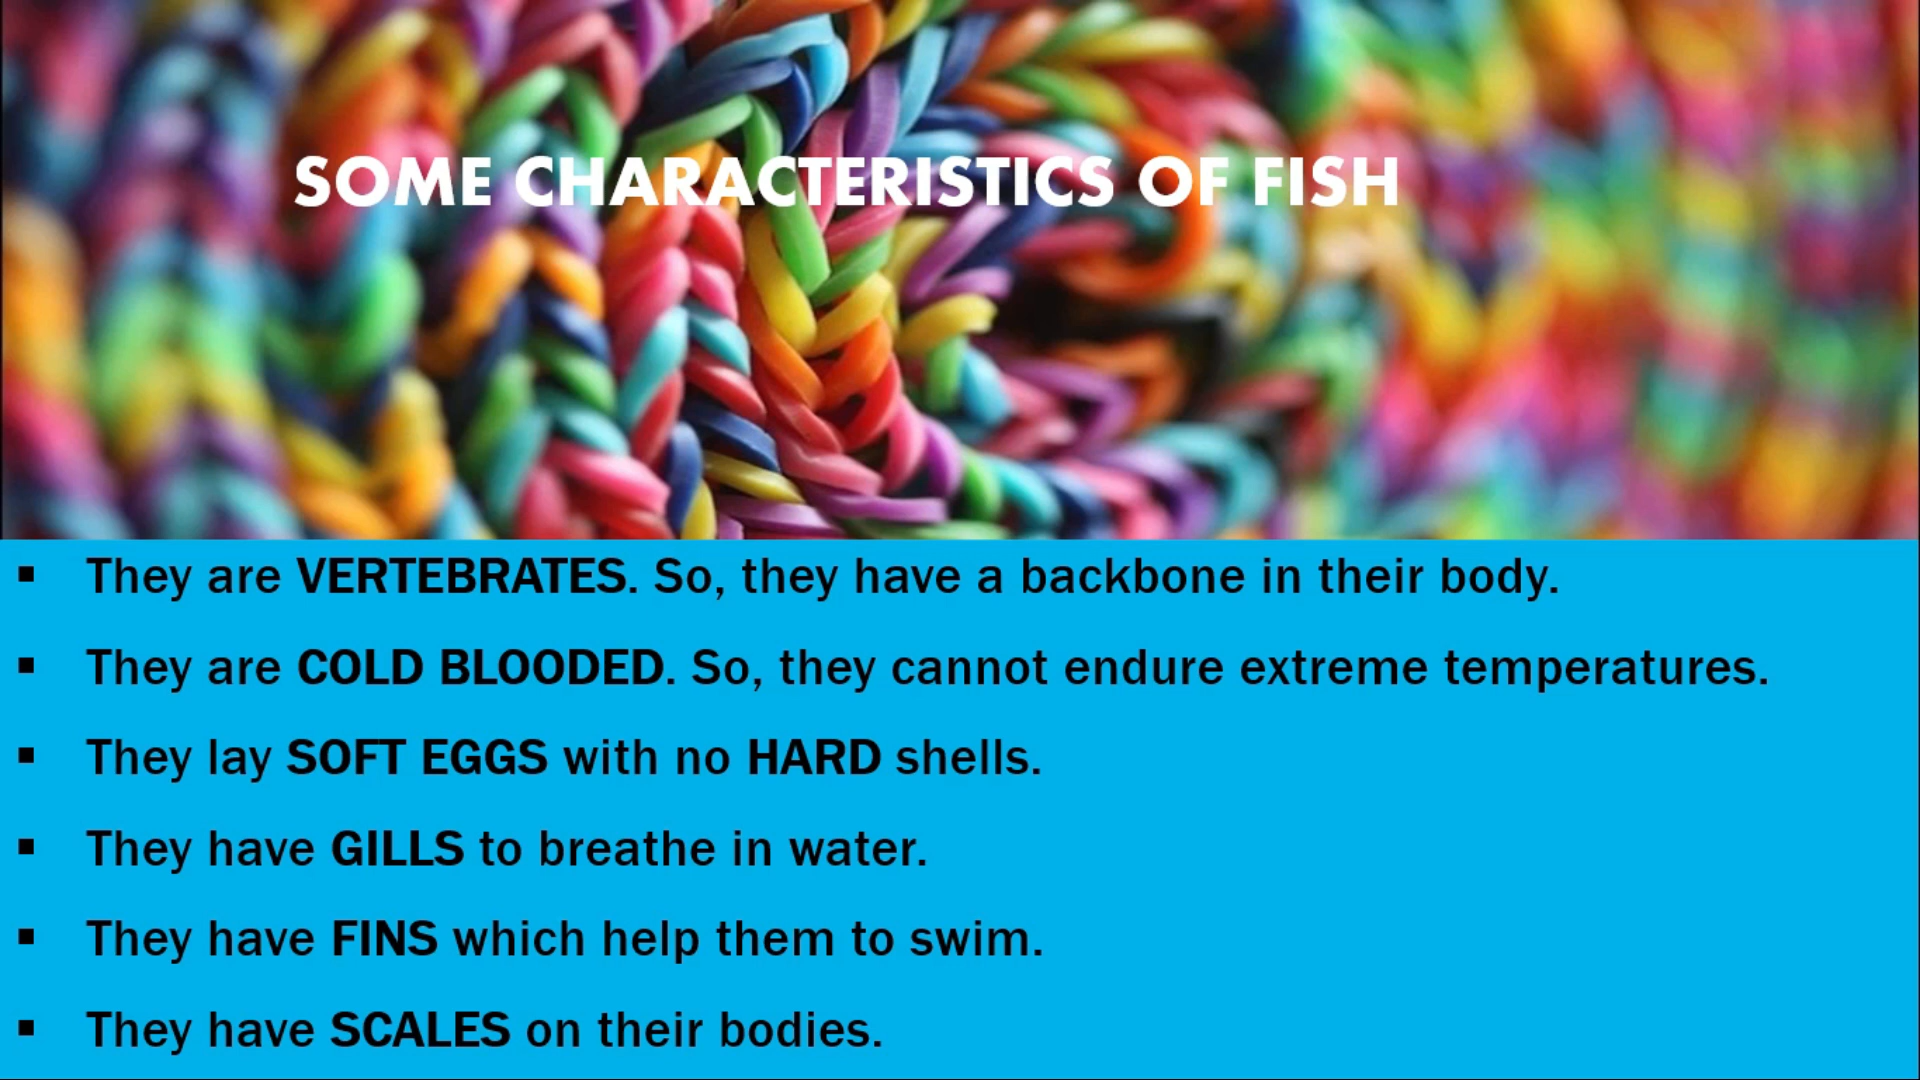 SOME CHARACTERISTICS OF FISH
▪ They are VERTEBRATES. So, they have a backbone in their body.
▪ They are COLD BLOODED. So, they cannot endure extreme temperatures.
▪ They lay SOFT EGGS with no HARD shells.
▪ They have GILLS to breathe in water.
▪ They have FINS which help them to swim.
▪ They have SCALES on their bodies.